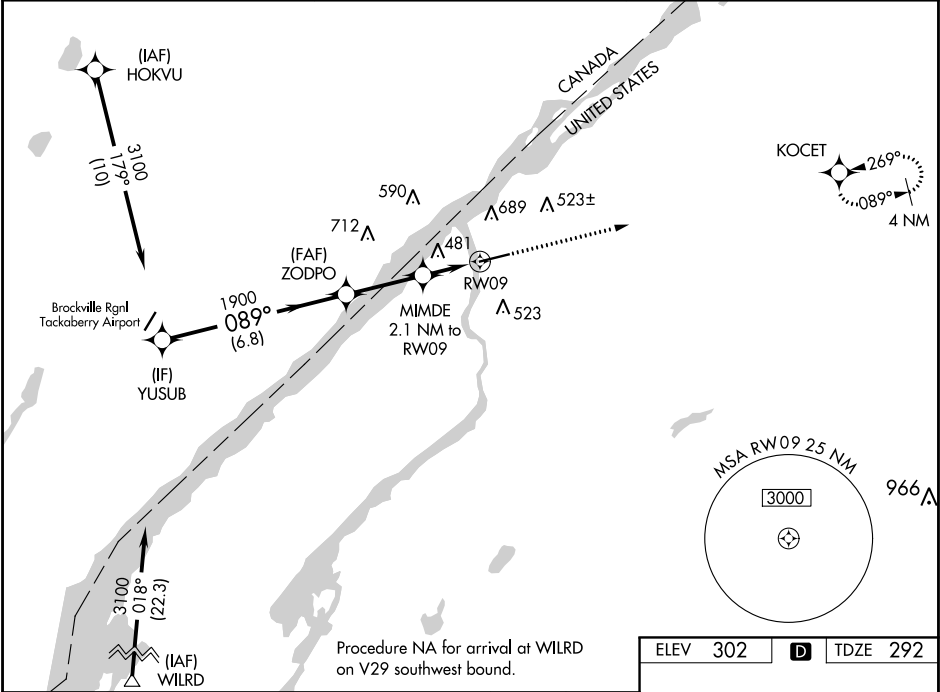 (IAF)
HOKVU
3100
179°
(10)
CANADA
UNITED STATES
KOCET
269°
089°
4 NM
590
712
689
523±
481
(FAF)
ZODPO
RW09
1900
089°
(6.8)
Brockville Rgnl
Tackaberry Airport
MIMDE
2.1 NM to
RW09
523
(IF)
YUSUB
MSA RW09 25 NM
3000
966
3100
018°
(22.3)
(IAF)
WILRD
Procedure NA for arrival at WILRD
on V29 southwest bound.
ELEV 302 D TDZE 292